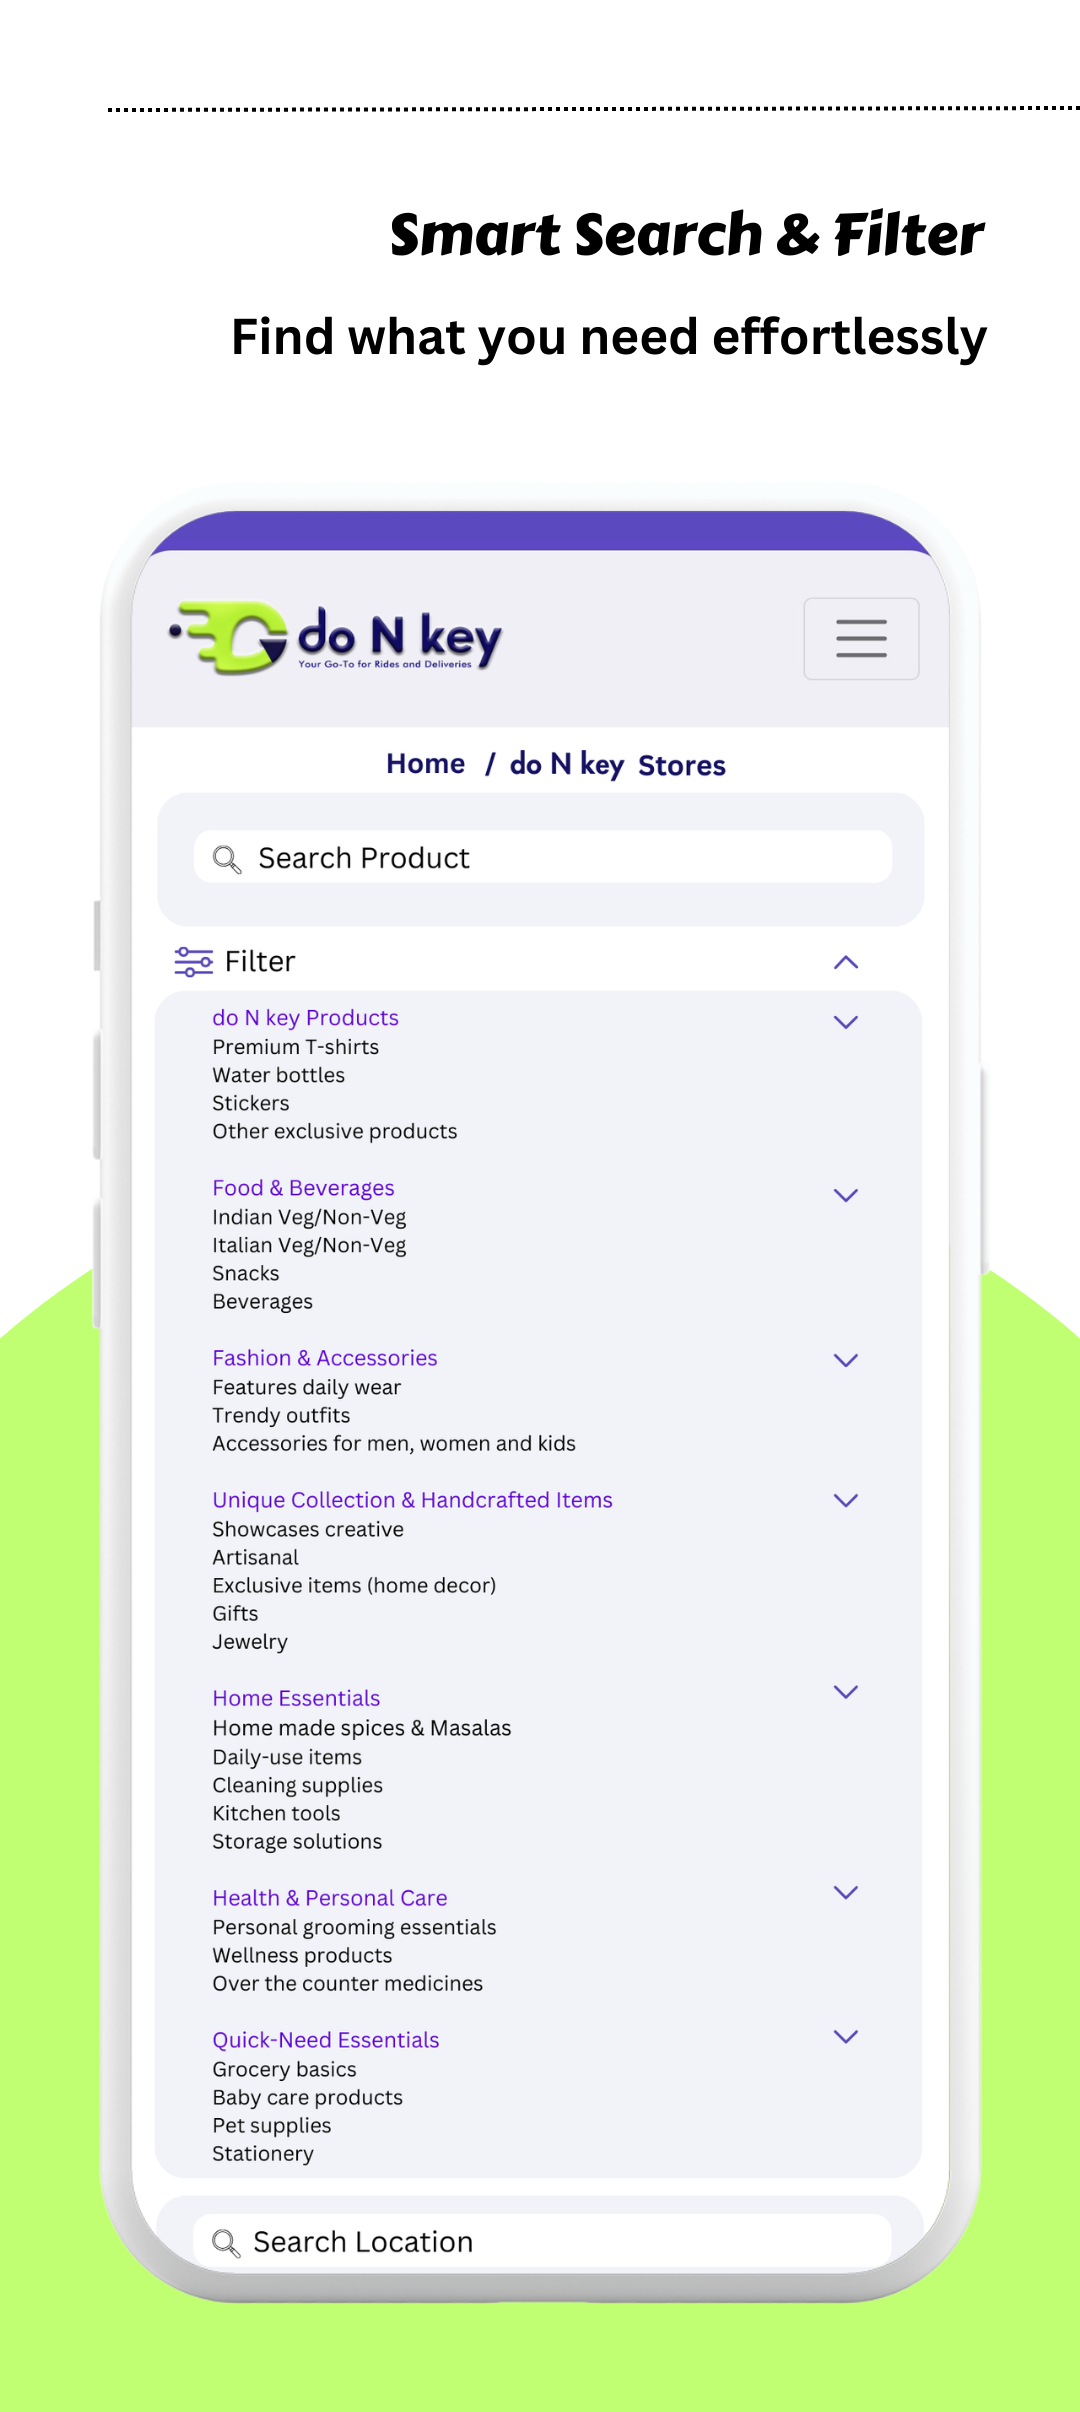 Smart Search & Filter
Find what you need effortlessly
do N key
Your Go-To for Rides and Deliveries
Home / do N key Stores
Search Product
Filter
do N key Products
Premium T-shirts
Water bottles
Stickers
Other exclusive products
Food & Beverages
Indian Veg/Non-Veg
Italian Veg/Non-Veg
Snacks
Beverages
Fashion & Accessories
Features daily wear
Trendy outfits
Accessories for men, women and kids
Unique Collection & Handcrafted Items
Showcases creative
Artisanal
Exclusive items (home decor)
Gifts
Jewelry
Home Essentials
Home made spices & Masalas
Daily-use items
Cleaning supplies
Kitchen tools
Storage solutions
Health & Personal Care
Personal grooming essentials
Wellness products
Over the counter medicines
Quick-Need Essentials
Grocery basics
Baby care products
Pet supplies
Stationery
Search Location